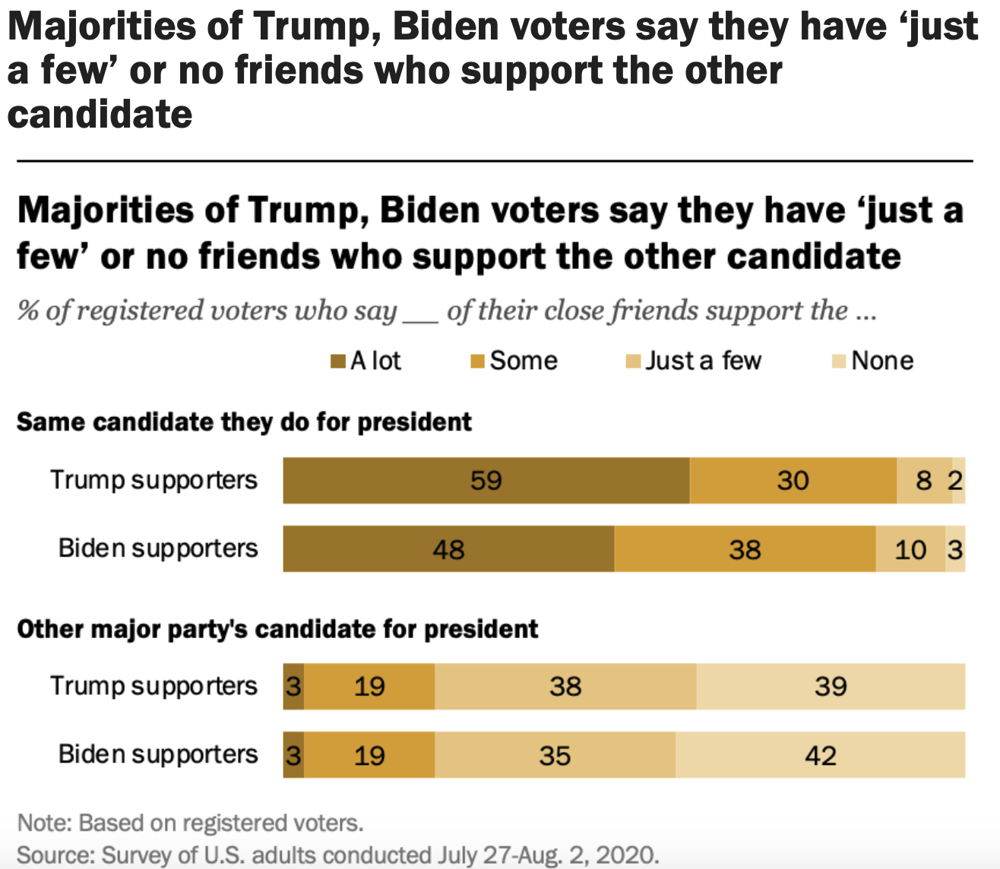 Majorities of Trump, Biden voters say they have ‘just
a few’ or no friends who support the other
candidate
Majorities of Trump, Biden voters say they have ‘just a
few’ or no friends who support the other candidate
% of registered voters who say ___ of their close friends support the ...
A lot Some Just a few None
Same candidate they do for president
Trump supporters 59 30 8 2
Biden supporters 48 38 10 3
Other major party's candidate for president
Trump supporters 3 19 38 39
Biden supporters 3 19 35 42
Note: Based on registered voters.
Source: Survey of U.S. adults conducted July 27-Aug. 2, 2020.